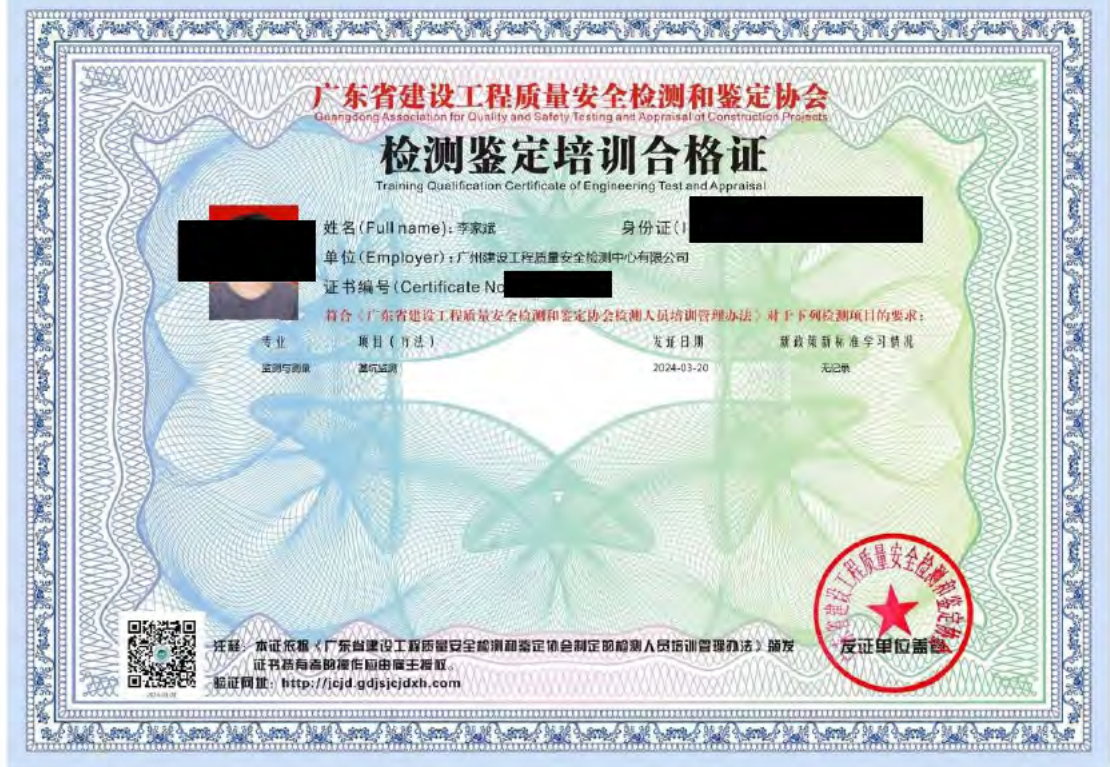 广东省建设工程质量安全检测和鉴定协会
Guangdong Association for Quality and Safety Testing and Appraisal of Construction Projects
检测鉴定培训合格证
Training Qualification Certificate of Engineering Test and Appraisal
姓名(Full name): 李家斌 身份证(
单位(Employer): 广州建设工程质量安全检测中心有限公司
证书编号(Certificate No
符合《广东省建设工程质量安全检测和鉴定协会检测人员培训管理办法》对于下列检测项目的要求:
专业 项目(方法) 发证日期 新政策新标准学习情况
监测与测量 基坑监测 2024-03-20 无记录
注释: 本证依据《广东省建设工程质量安全检测和鉴定协会制定的检测人员培训管理办法》颁发
证书持有者的操作应由雇主授权。
验证网址: http://jcjd.gdjsjcjdxh.com
省建设工程质量安全检测和鉴定协
发证单位盖章